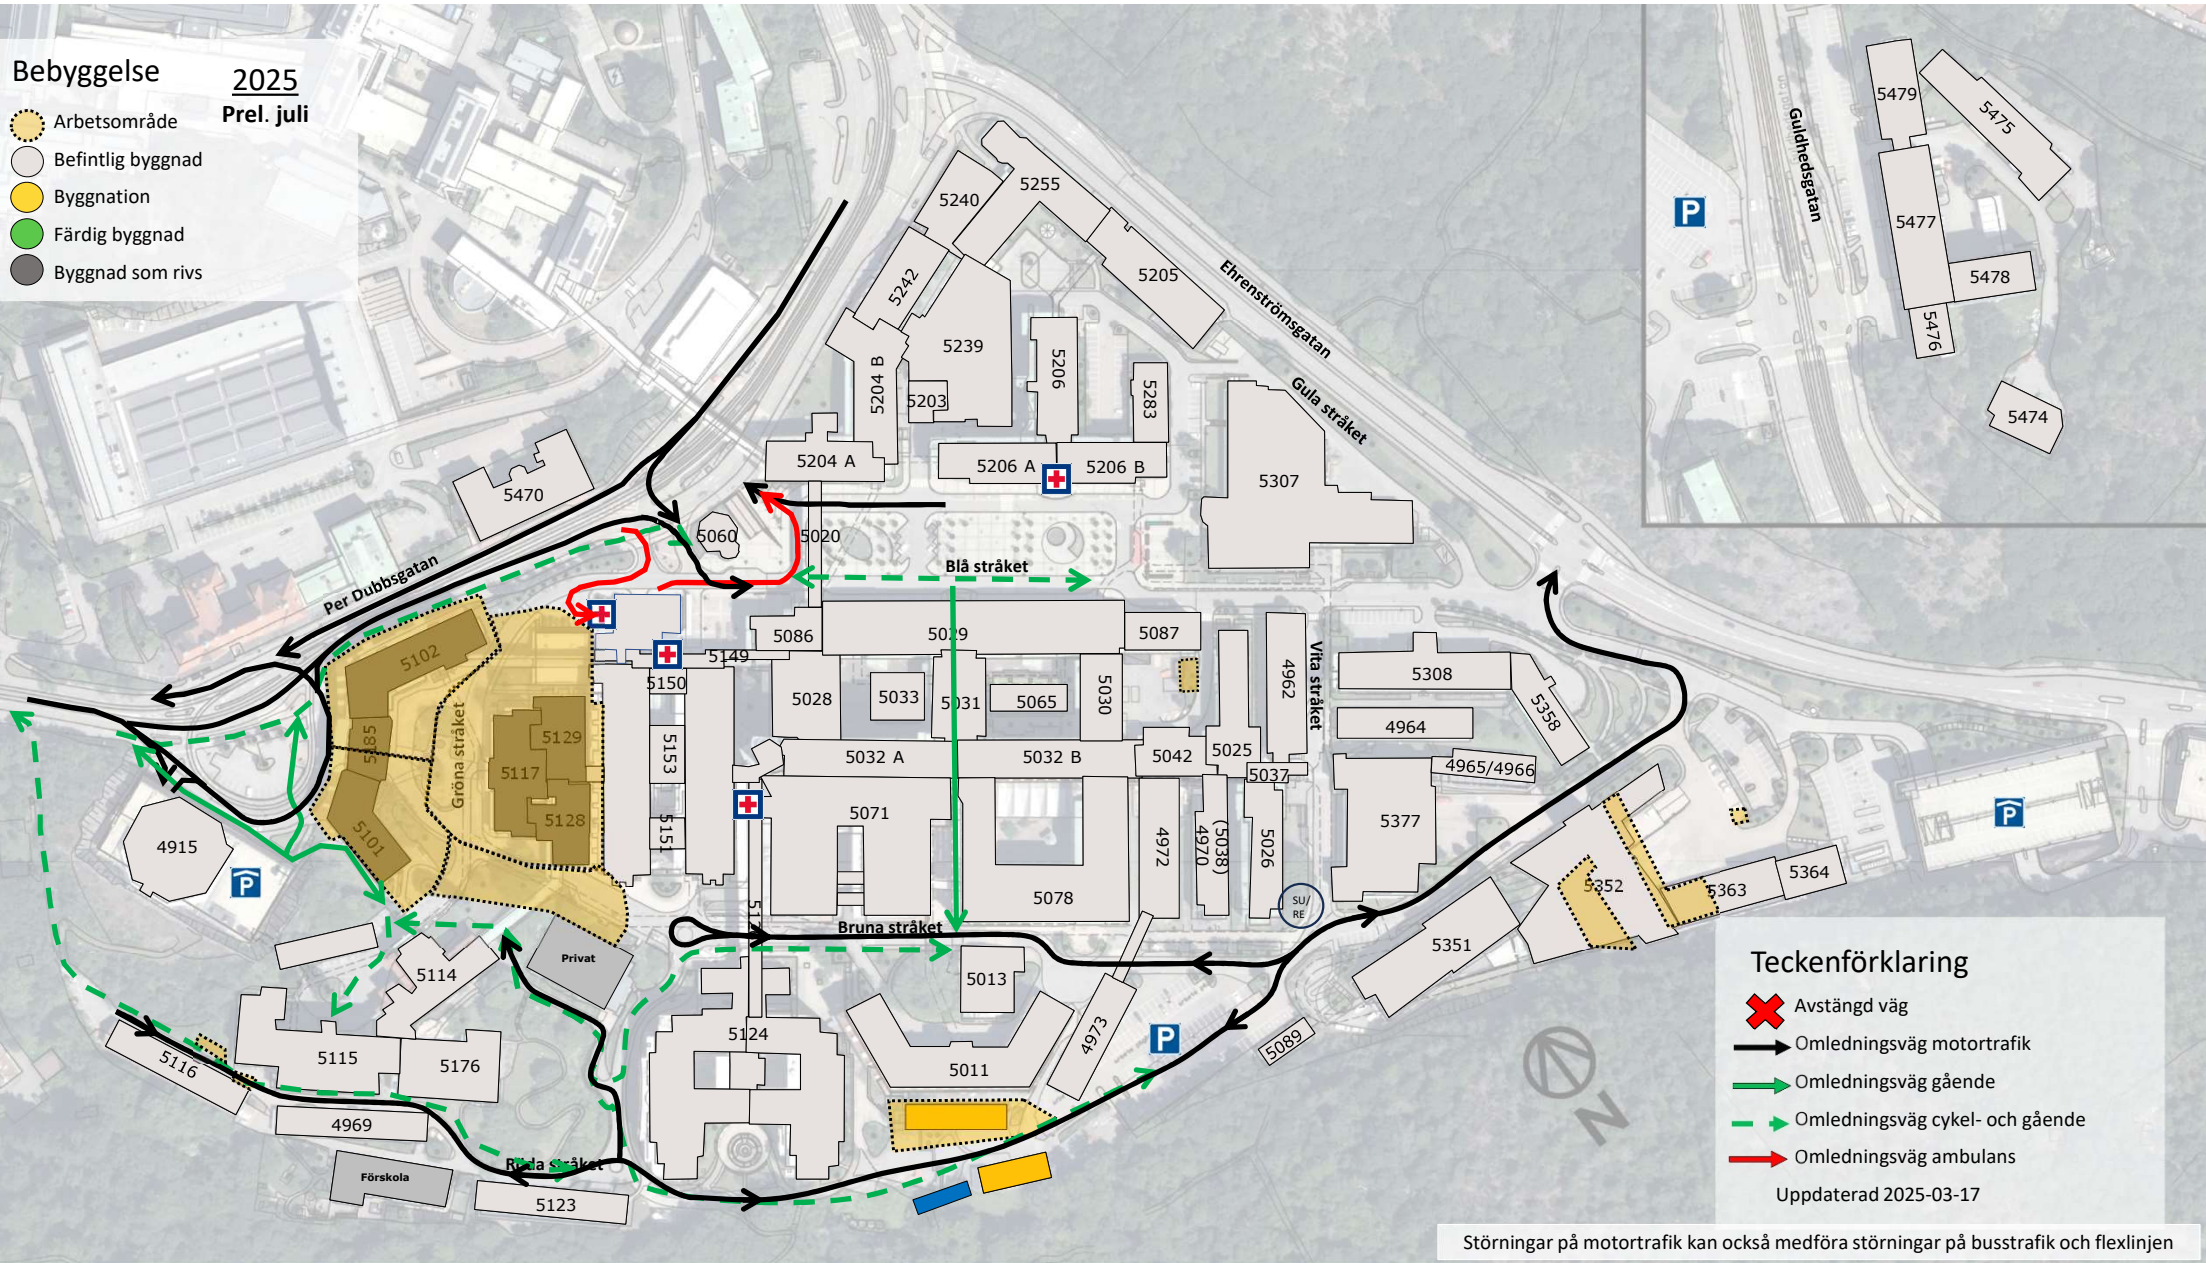 Bebyggelse
2025
Prel. juli
Arbetsområde
Befintlig byggnad
Byggnation
Färdig byggnad
Byggnad som rivs
5479
5475
Guldhedsgatan
P
5477
5478
5476
5474
5255
5240
5205
5242
Ehrenströmsgatan
5239
5206
5204 B
5203
5283
Gula stråket
5204 A
5206 A
5206 B
5307
5470
5060
5020
Blå stråket
Per Dubbsgatan
5086
5029
5087
5149
5102
5150
5028
5033
5031
5065
5030
4962
Vita stråket
5308
5358
4964
5185
Gröna stråket
5129
5117
5128
5153
5151
5032 A
5032 B
5042
5025
5037
4965/4966
5101
5071
4972
4970
(5038)
5026
5377
P
4915
P
5078
SU/
RE
5352
5363
5364
Bruna stråket
5351
Privat
5114
5013
5124
4973
P
5089
5115
5176
5116
5011
4969
Röda stråket
Förskola
5123
N
Teckenförklaring
Avstängd väg
Omledningsväg motortrafik
Omledningsväg gående
Omledningsväg cykel- och gående
Omledningsväg ambulans
Uppdaterad 2025-03-17
Störningar på motortrafik kan också medföra störningar på busstrafik och flexlinjen